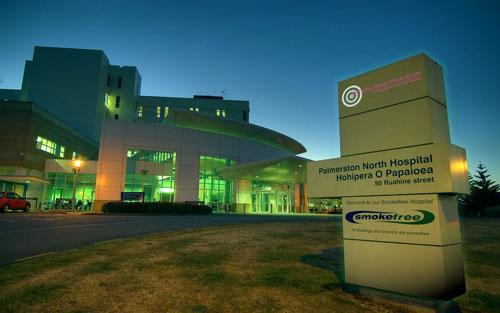 Palmerston North Hospital
Hohipera O Papaioea
50 Ruahine street
Welcome to our Smokefree Hospital
smokefree
All Buildings and Grounds are smokefree